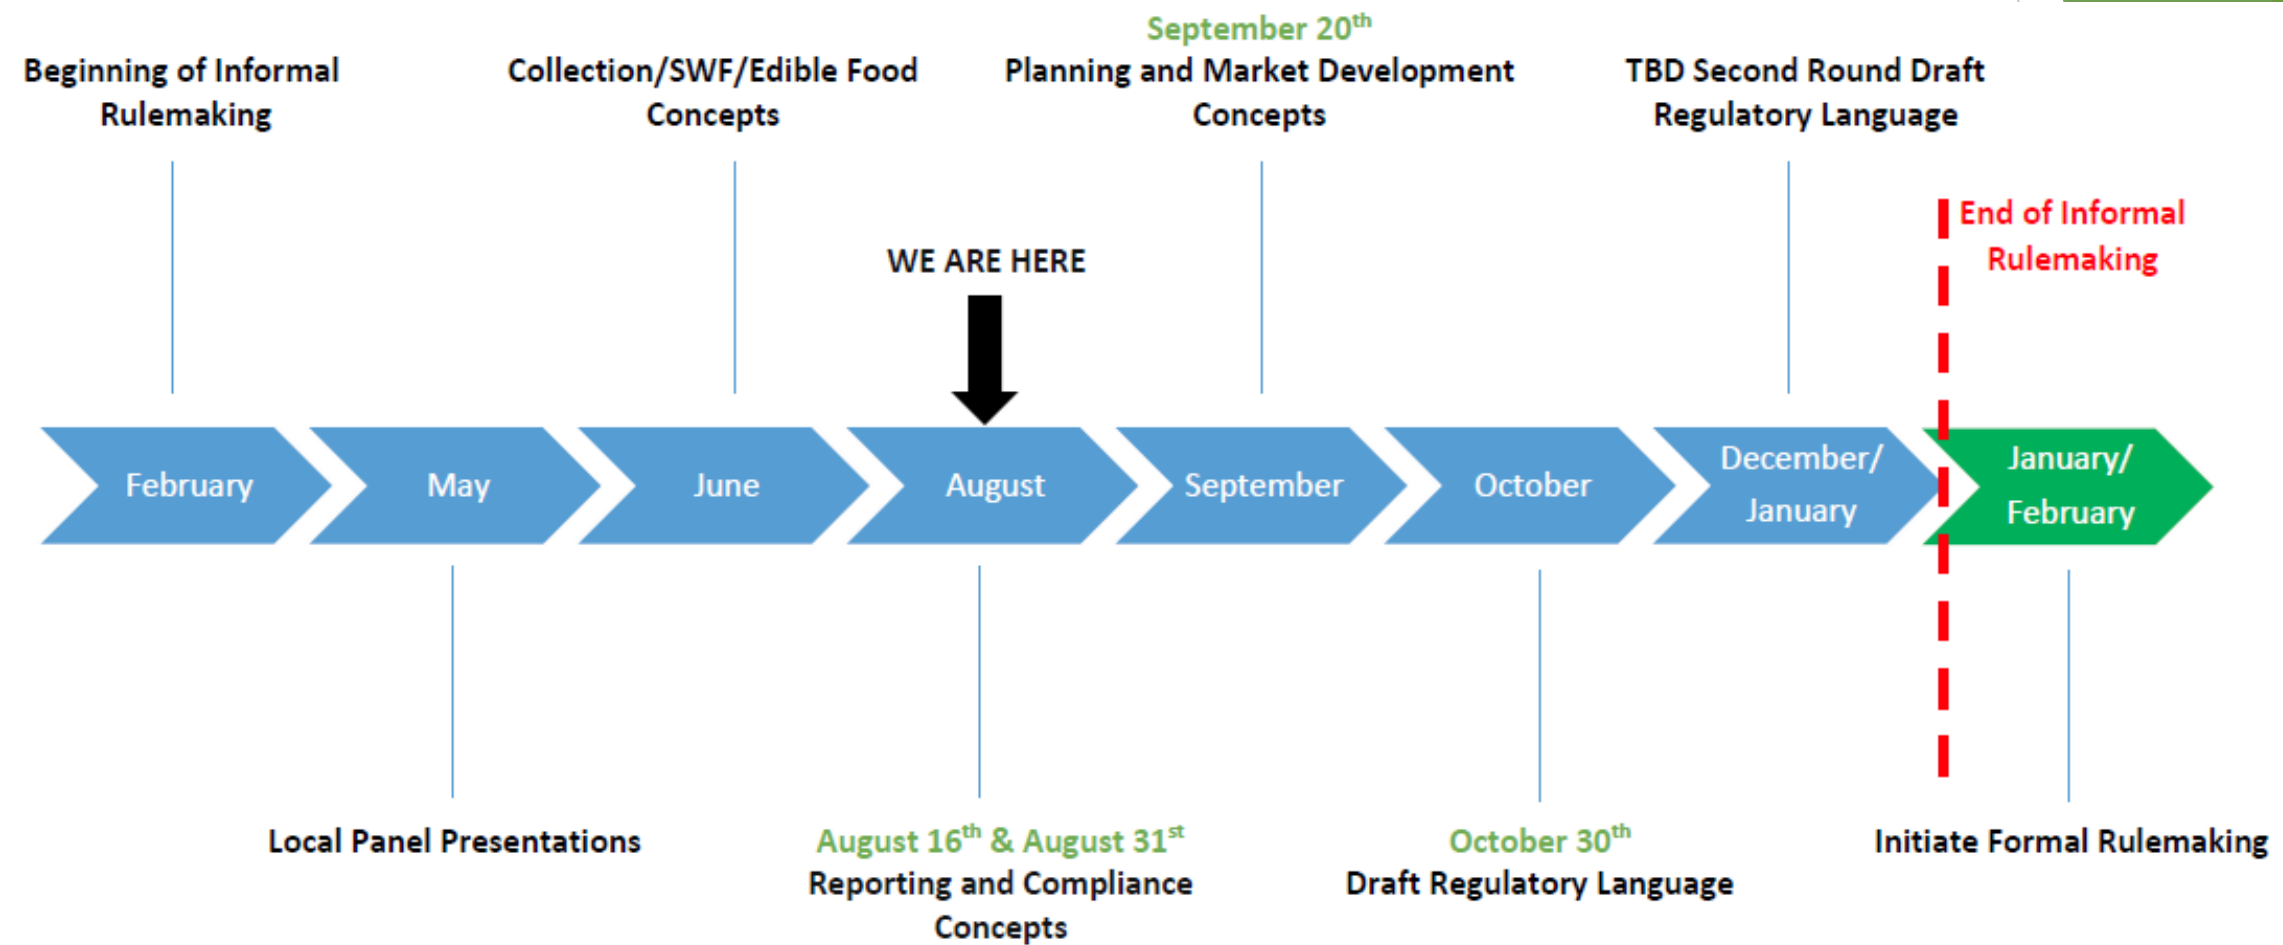 September 20th
Beginning of Informal
Rulemaking
Collection/SWF/Edible Food
Concepts
Planning and Market Development
Concepts
TBD Second Round Draft
Regulatory Language
End of Informal
Rulemaking
WE ARE HERE
February
May
June
August
September
October
December/
January
January/
February
Local Panel Presentations
August 16th & August 31st
Reporting and Compliance
Concepts
October 30th
Draft Regulatory Language
Initiate Formal Rulemaking